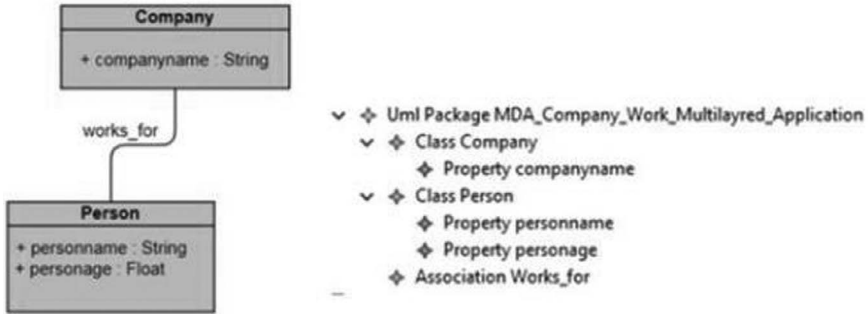 Company
+ companyname : String
works_for
Person
+ personname : String
+ personage : Float
Uml Package MDA_Company_Work_Multilayred_Application
Class Company
Property companyname
Class Person
Property personname
Property personage
Association Works_for